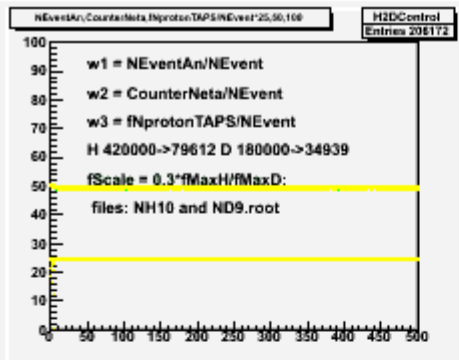 NEventAn,CounterNeta,fNprotonTAPS/NEvent*25,50,100
H2DControl
Entries 206172
100
90
80
70
60
50
40
30
20
10
0
w1 = NEventAn/NEvent
w2 = CounterNeta/NEvent
w3 = fNprotonTAPS/NEvent
H 420000->79612 D 180000->34939
fScale = 0.3*fMaxH/fMaxD:
files: NH10 and ND9.root
0 50 100 150 200 250 300 350 400 450 500